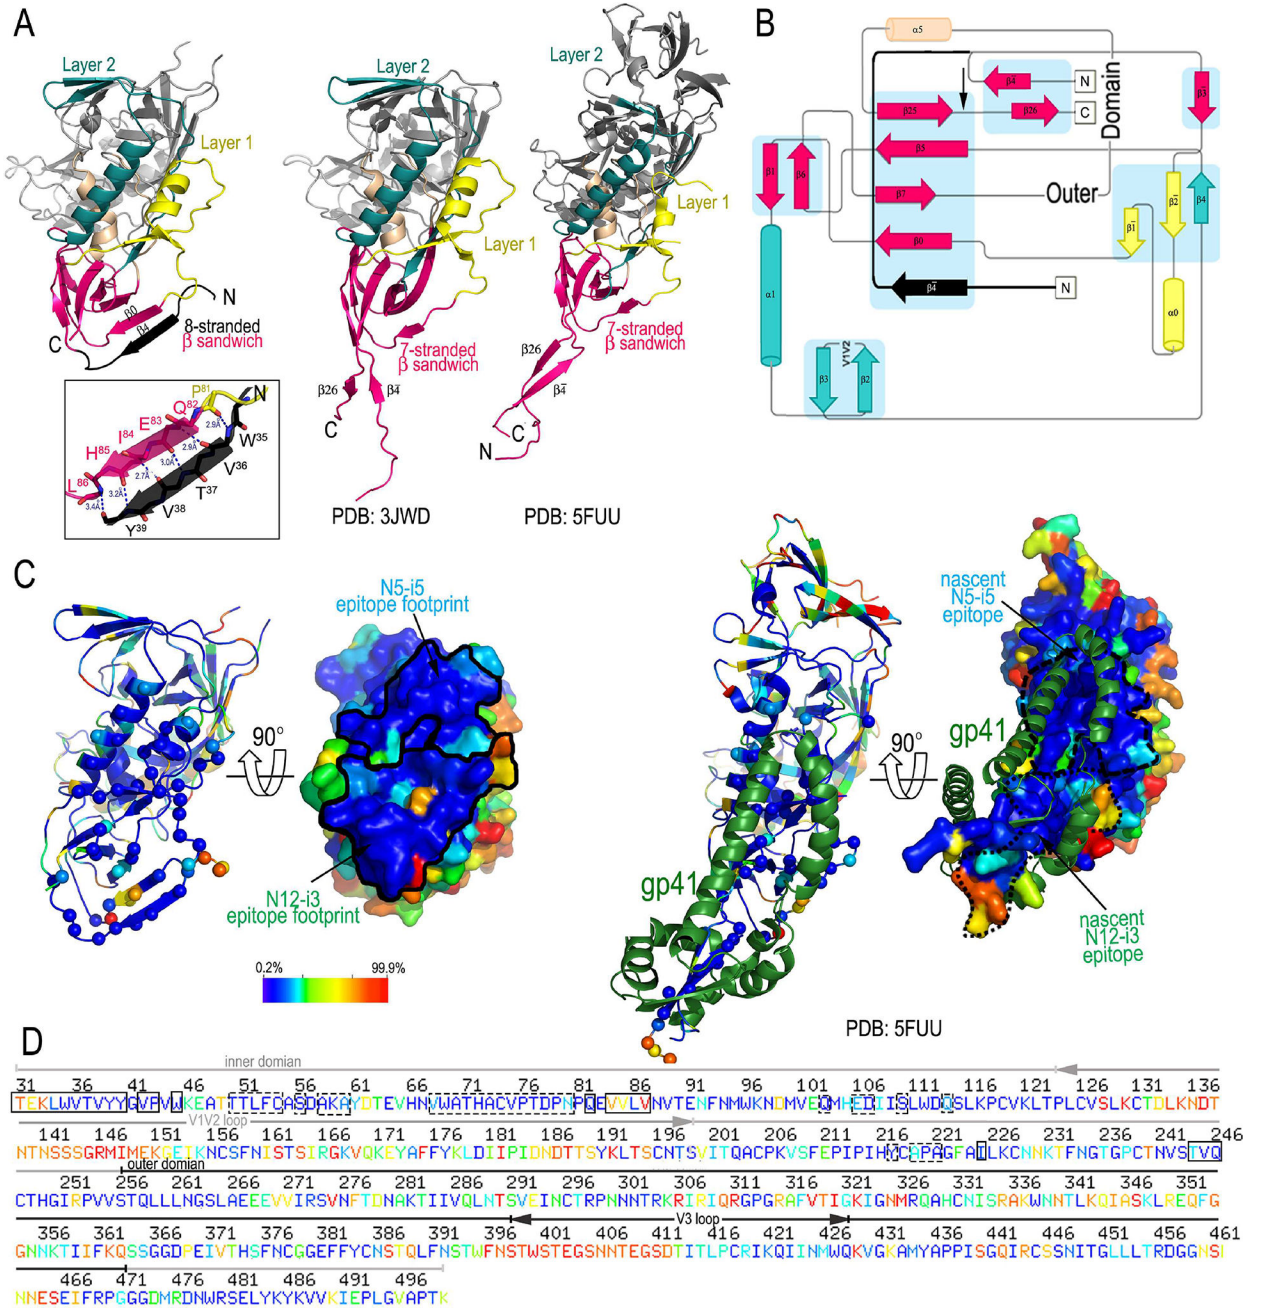 A
Layer 2
Layer 1
N
β0
β4
C
8-stranded
β sandwich
P81
N
Q82
E83
I84
H85
L86
W35
V36
T37
V38
Y39
2.9Å
2.9Å
3.0Å
2.7Å
3.2Å
3.4Å
Layer 2
Layer 1
7-stranded
β sandwich
β26
β4̅
C
PDB: 3JWD
Layer 2
Layer 1
7-stranded
β sandwich
β26
β4̅
C
N
PDB: 5FUU
B
α5
Domain
β4̅
N
β3̅
β25
β26
C
β5
β1
β6
β7
Outer
β2̅
β4
β1̅
β0
β4̅
N
α1
α0
V1V2
β3
β2
C
N5-i5
epitope footprint
90°
N12-i3
epitope footprint
0.2%
99.9%
gp41
90°
nascent
N5-i5
epitope
gp41
nascent
N12-i3
epitope
PDB: 5FUU
D
inner domian
31 36 41 46 51 56 61 66 71 76 81 86 91 96 101 106 111 116 121 126 131 136
TEKLWVTVYYGVPVWKEATTTLFCASDAKAYDTEVHNVWATHACVPTDPNPQEVVLVNVTENFNMWKNDMVEQMHEDIISLWDQSLKPCVKLTPLCVSLKCTDLKNDT
V1V2 loop
141 146 151 156 161 166 171 176 181 186 191 196 201 206 211 216 221 226 231 236 241 246
NTNSSSGRMIMEKGEIKNCSFNISTSIRGKVQKEYAFFYKLDIIPIDNDTTSYKLTSCNTSVITQACPKVSFEPIPIHYCAPAGFAILKCNNKTFNGTGPCTNVSTVQ
outer domian
251 256 261 266 271 276 281 286 291 296 301 306 311 316 321 326 331 336 341 346 351
CTHGIRPVVSTQLLLNGSLAEEEVVIRSVNFTDNAKTIIVQLNTSVEINCTRPNNNTRKRIRIQRGPGRAFVTIGKIGNMRQAHCNISRAKWNNTLKQIASKLREQFG
V3 loop
356 361 366 371 376 381 386 391 396 401 406 411 416 421 426 431 436 441 446 451 456 461
GNNKTIIFKQSSGGDPEIVTHSFNCGGEFFYCNSTQLFNSTWFNSTWSTEGSNNTEGSDTITLPCRIKQIINMWQKVGKAMYAPPISGQIRCSSNITGLLLTRDGGNSI
466 471 476 481 486 491 496
NNESEIFRPGGGDMRDNWRSELYKYKVVKIEPLGVAPTK